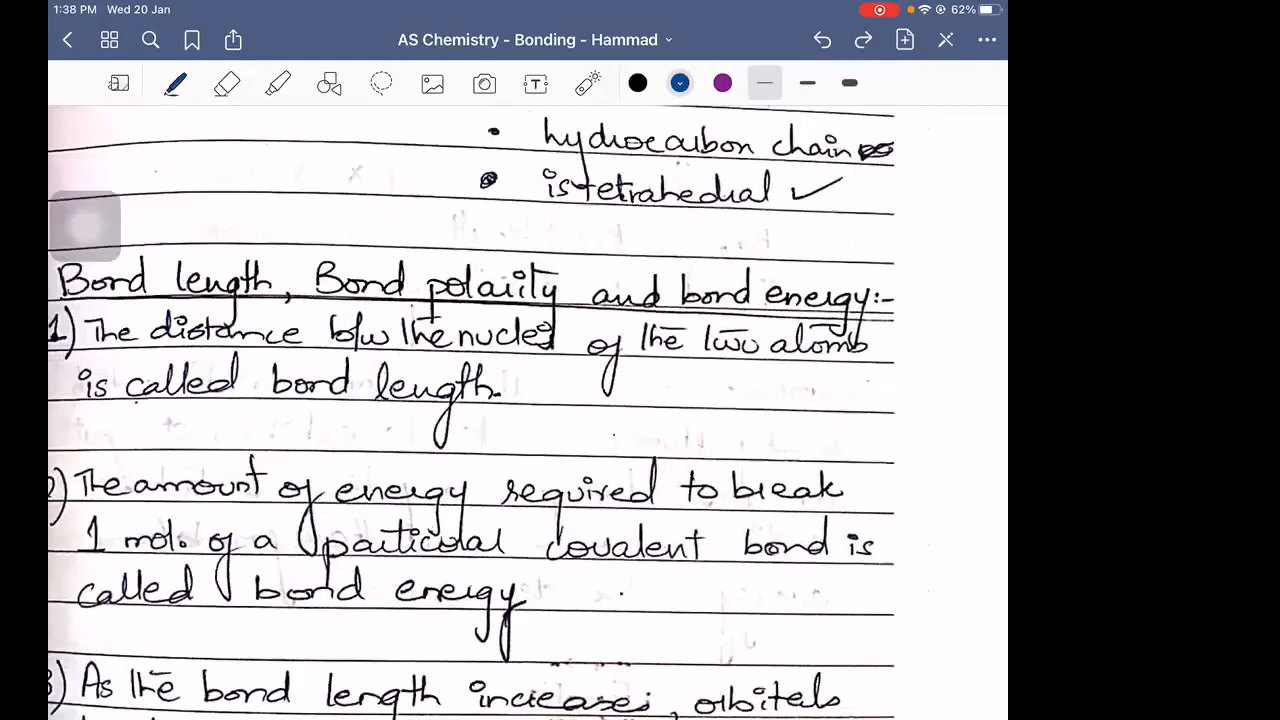 1:38 PM Wed 20 Jan
62%
AS Chemistry - Bonding - Hammad
T
• hydrocarbon chain
• is tetrahedral ✓
Bond length, Bond polarity and bond energy:-
1) The distance b/w the nuclei of the two atoms
is called bond length.
2) The amount of energy required to break
1 mol. of a particular covalent bond is
called bond energy
3) As the bond length increases, orbitals